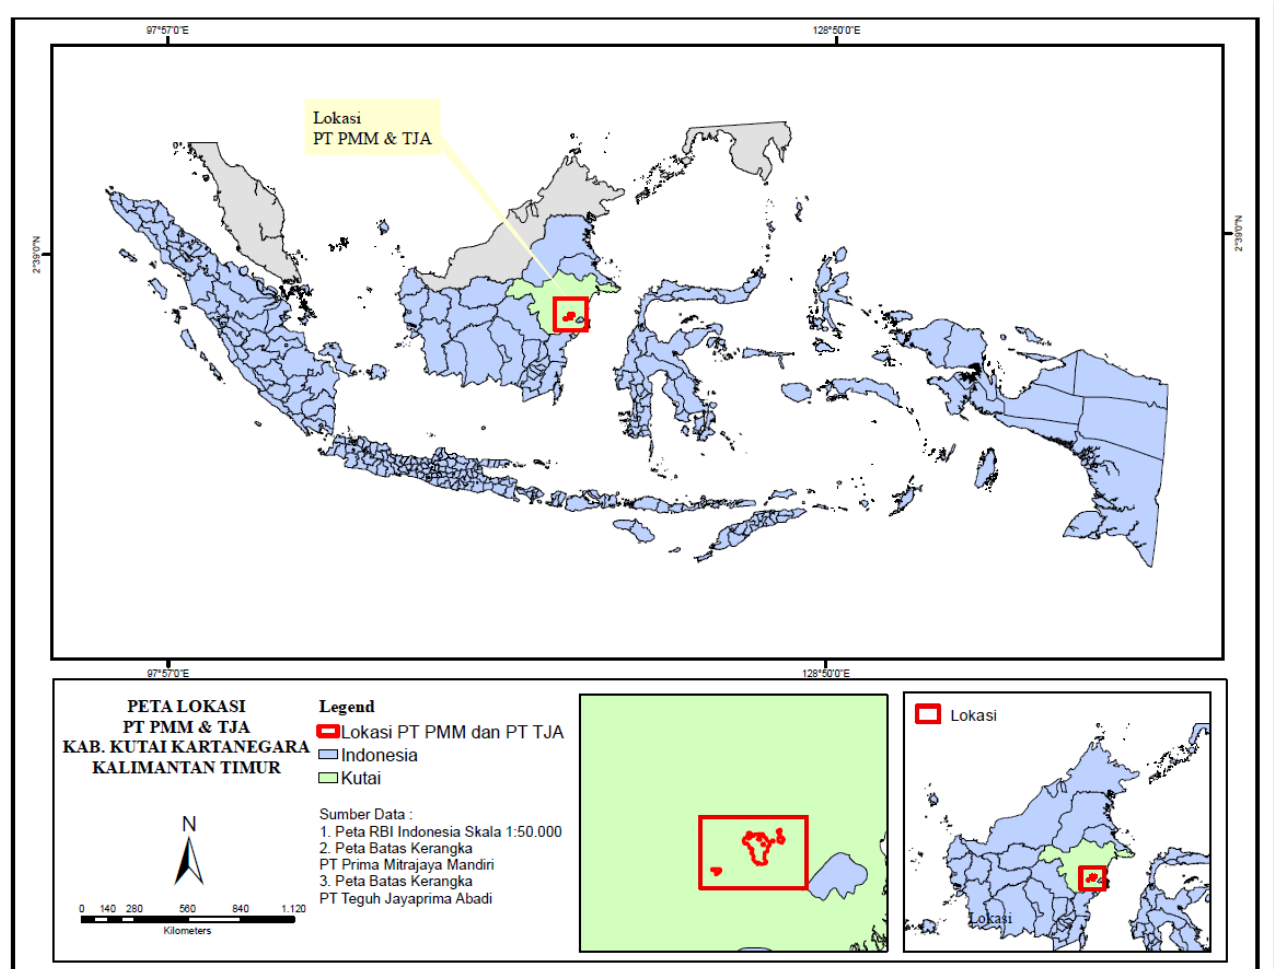 97°57'0"E
128°50'0"E
Lokasi
PT PMM & TJA
2°39'0"N
2°39'0"N
97°57'0"E
128°50'0"E
PETA LOKASI
PT PMM & TJA
KAB. KUTAI KARTANEGARA
KALIMANTAN TIMUR
N
0 140 280 560 840 1.120
Kilometers
Legend
Lokasi PT PMM dan PT TJA
Indonesia
Kutai
Sumber Data :
1. Peta RBI Indonesia Skala 1:50.000
2. Peta Batas Kerangka
PT Prima Mitrajaya Mandiri
3. Peta Batas Kerangka
PT Teguh Jayaprima Abadi
Lokasi
Lokasi